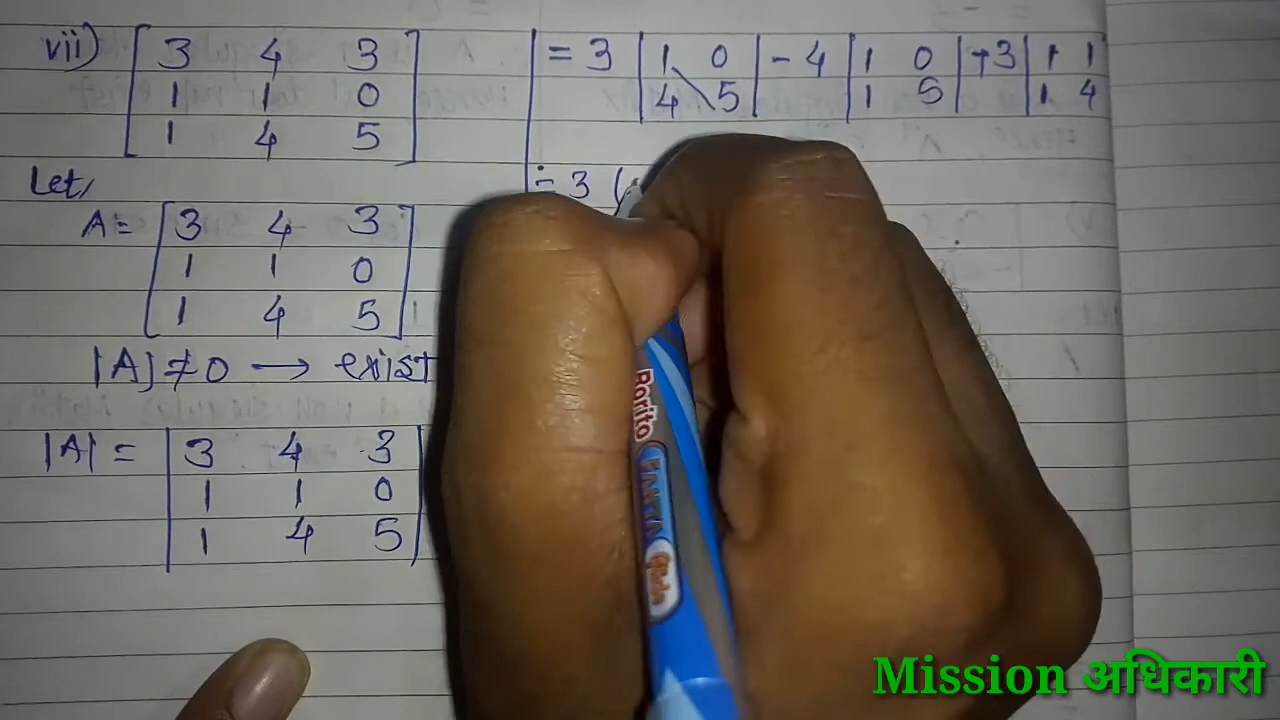 vii) [ 3 4 3
1 1 0
1 4 5 ]
Let,
A = [ 3 4 3
1 1 0
1 4 5 ]
|A| ≠ 0 → exist
|A| = | 3 4 3 |
| 1 1 0 |
| 1 4 5 |
= 3 | 1 0 | - 4 | 1 0 | + 3 | 1 1
| 4 5 | | 1 5 | | 1 4
= 3 (
Mission अधिकारी